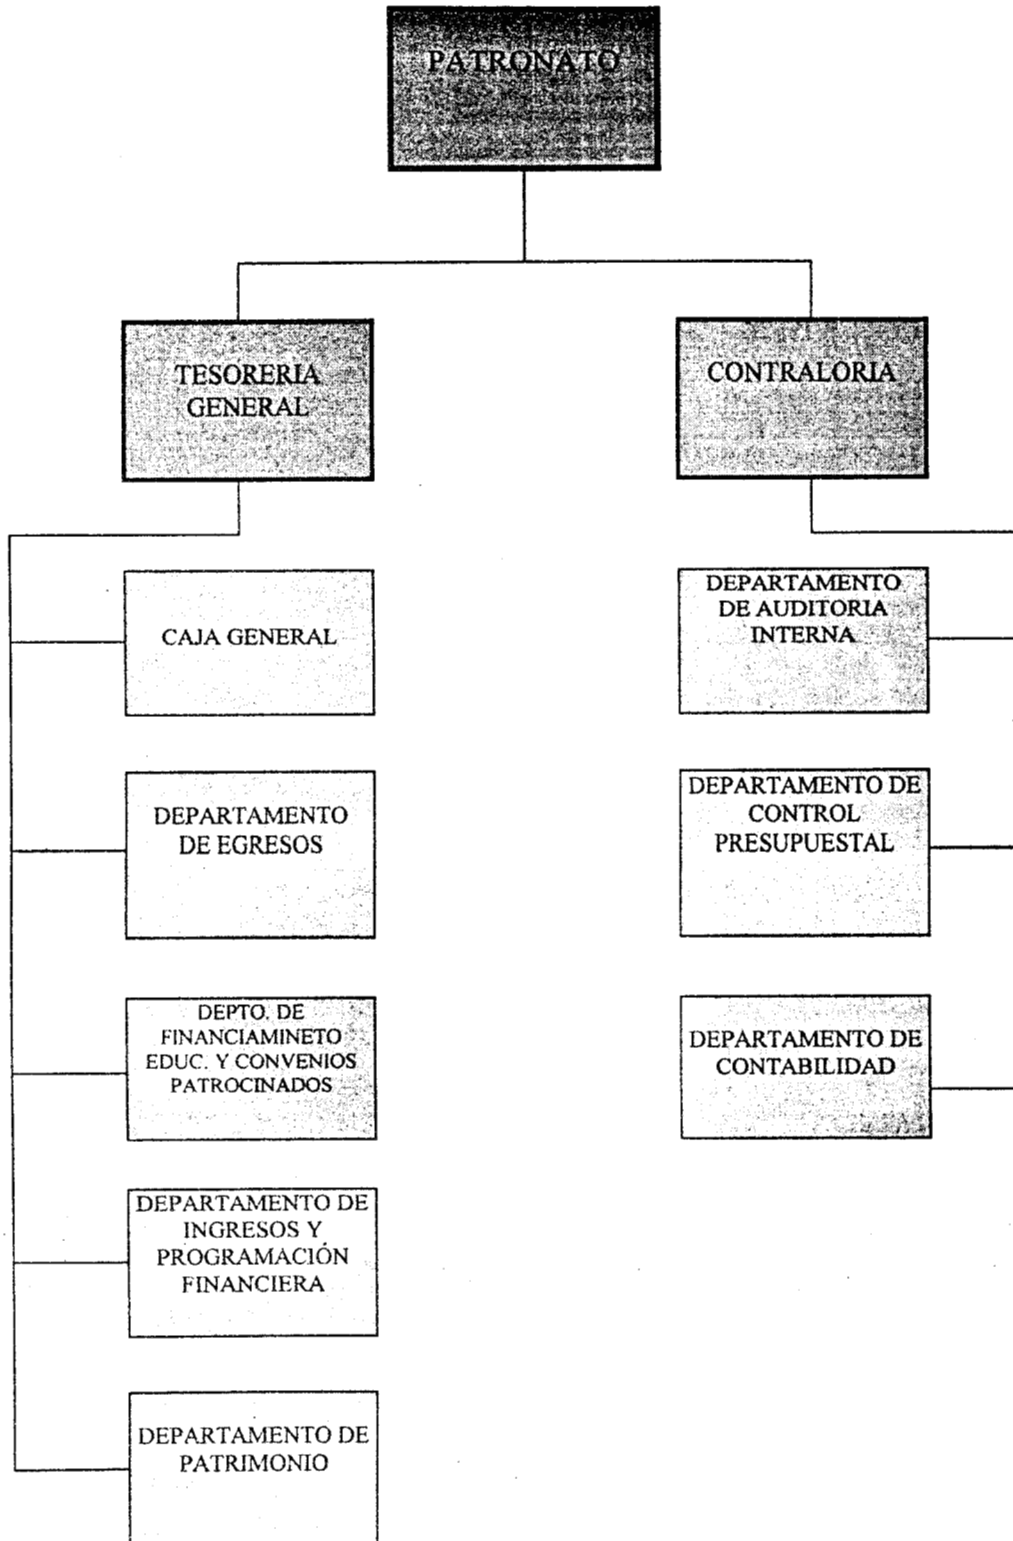 PATRONATO
TESORERIA
GENERAL
CONTRALORIA
CAJA GENERAL
DEPARTAMENTO
DE EGRESOS
DEPTO. DE
FINANCIAMINETO
EDUC. Y CONVENIOS
PATROCINADOS
DEPARTAMENTO DE
INGRESOS Y
PROGRAMACIÓN
FINANCIERA
DEPARTAMENTO DE
PATRIMONIO
DEPARTAMENTO
DE AUDITORIA
INTERNA
DEPARTAMENTO DE
CONTROL
PRESUPUESTAL
DEPARTAMENTO DE
CONTABILIDAD